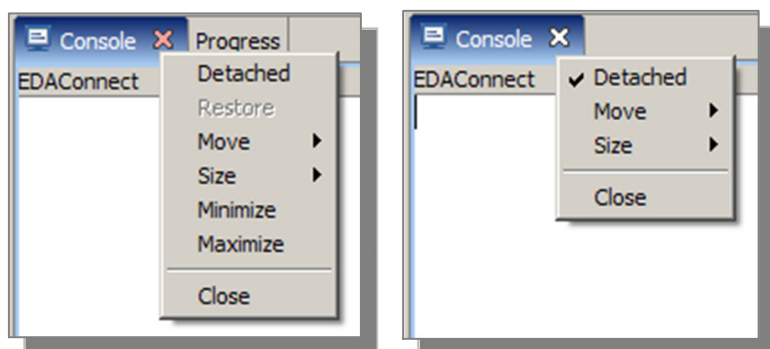 Console Progress
EDAConnect
Detached
Restore
Move
Size
Minimize
Maximize
Close
Console
EDAConnect
Detached
Move
Size
Close